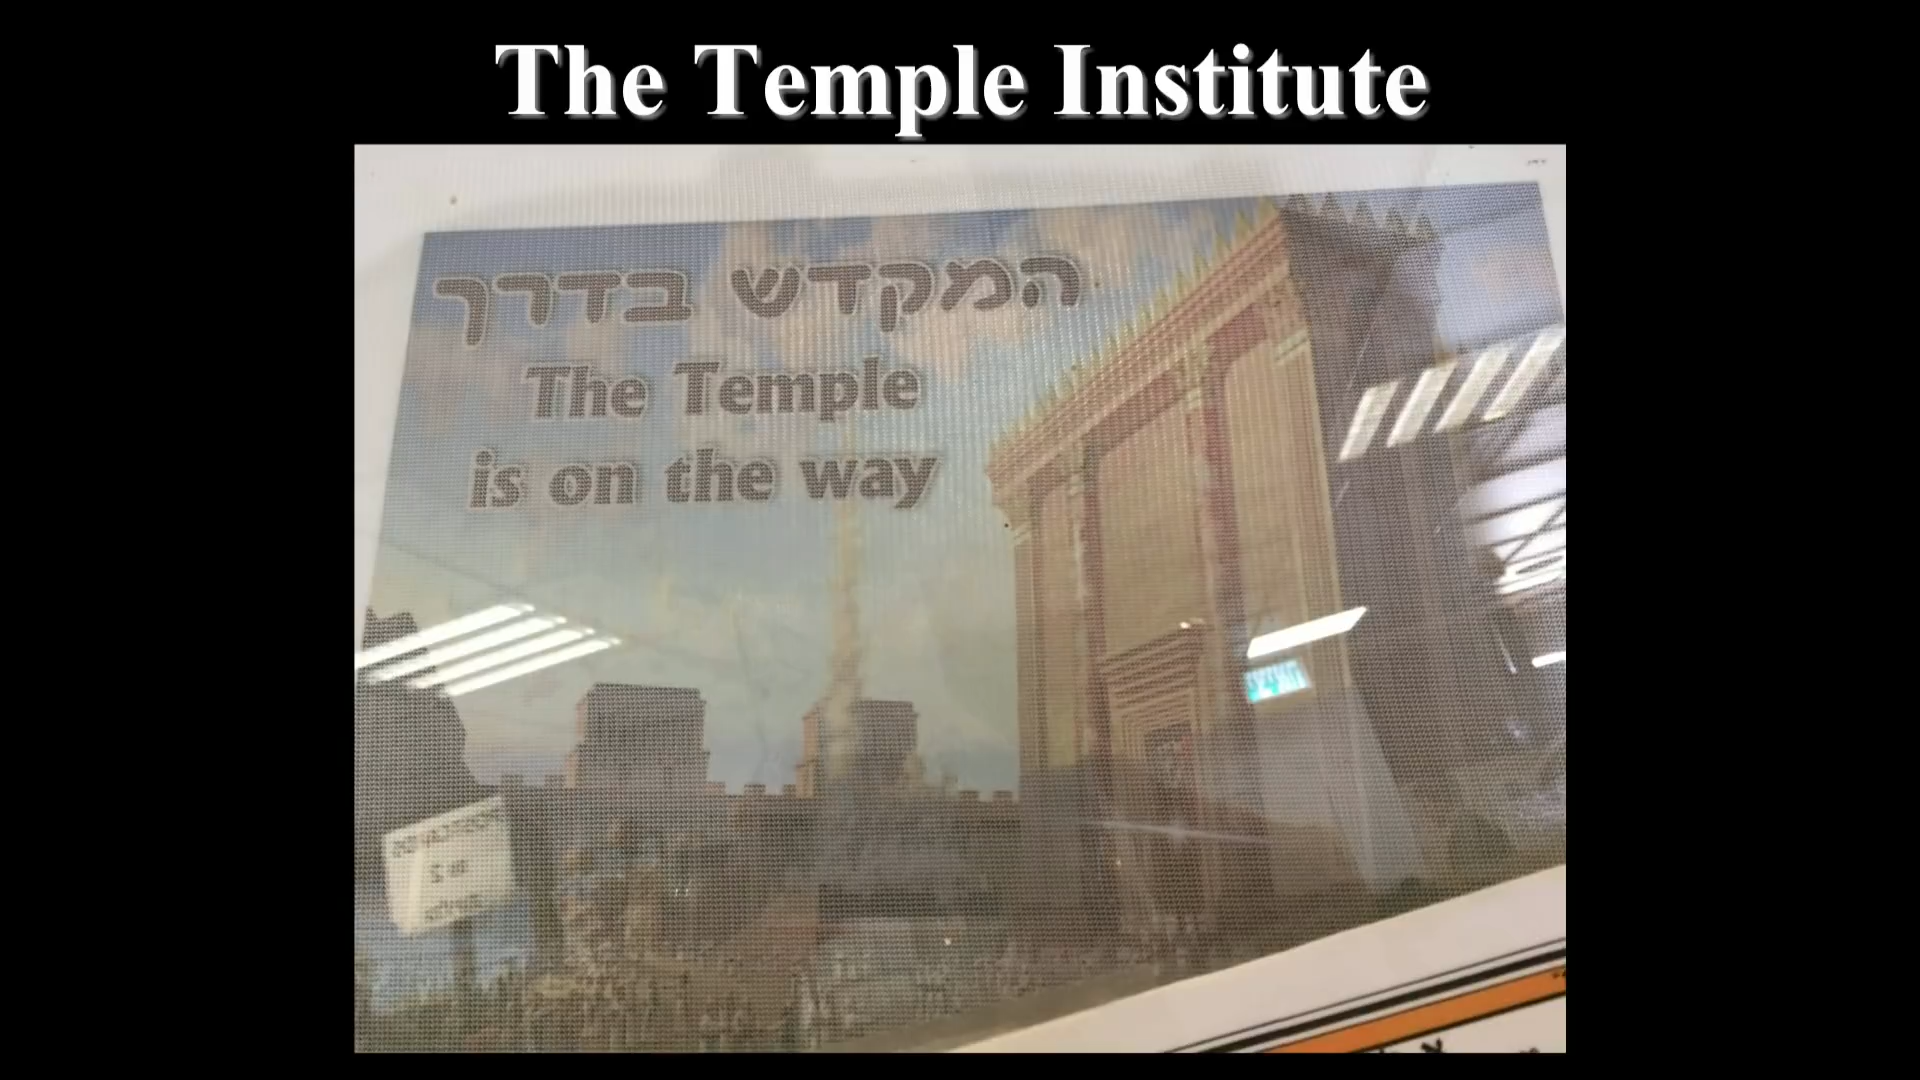 The Temple Institute
המקדש בדרך
The Temple
is on the way